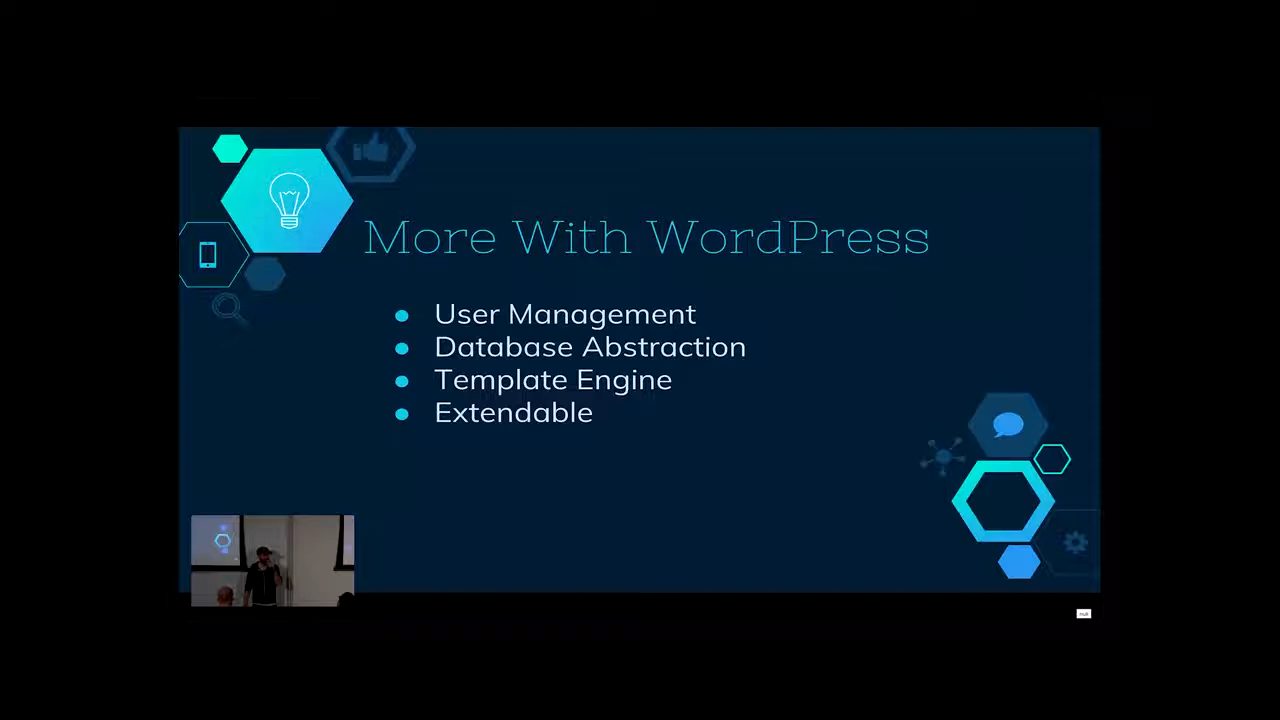 More With WordPress
User Management
Database Abstraction
Template Engine
Extendable